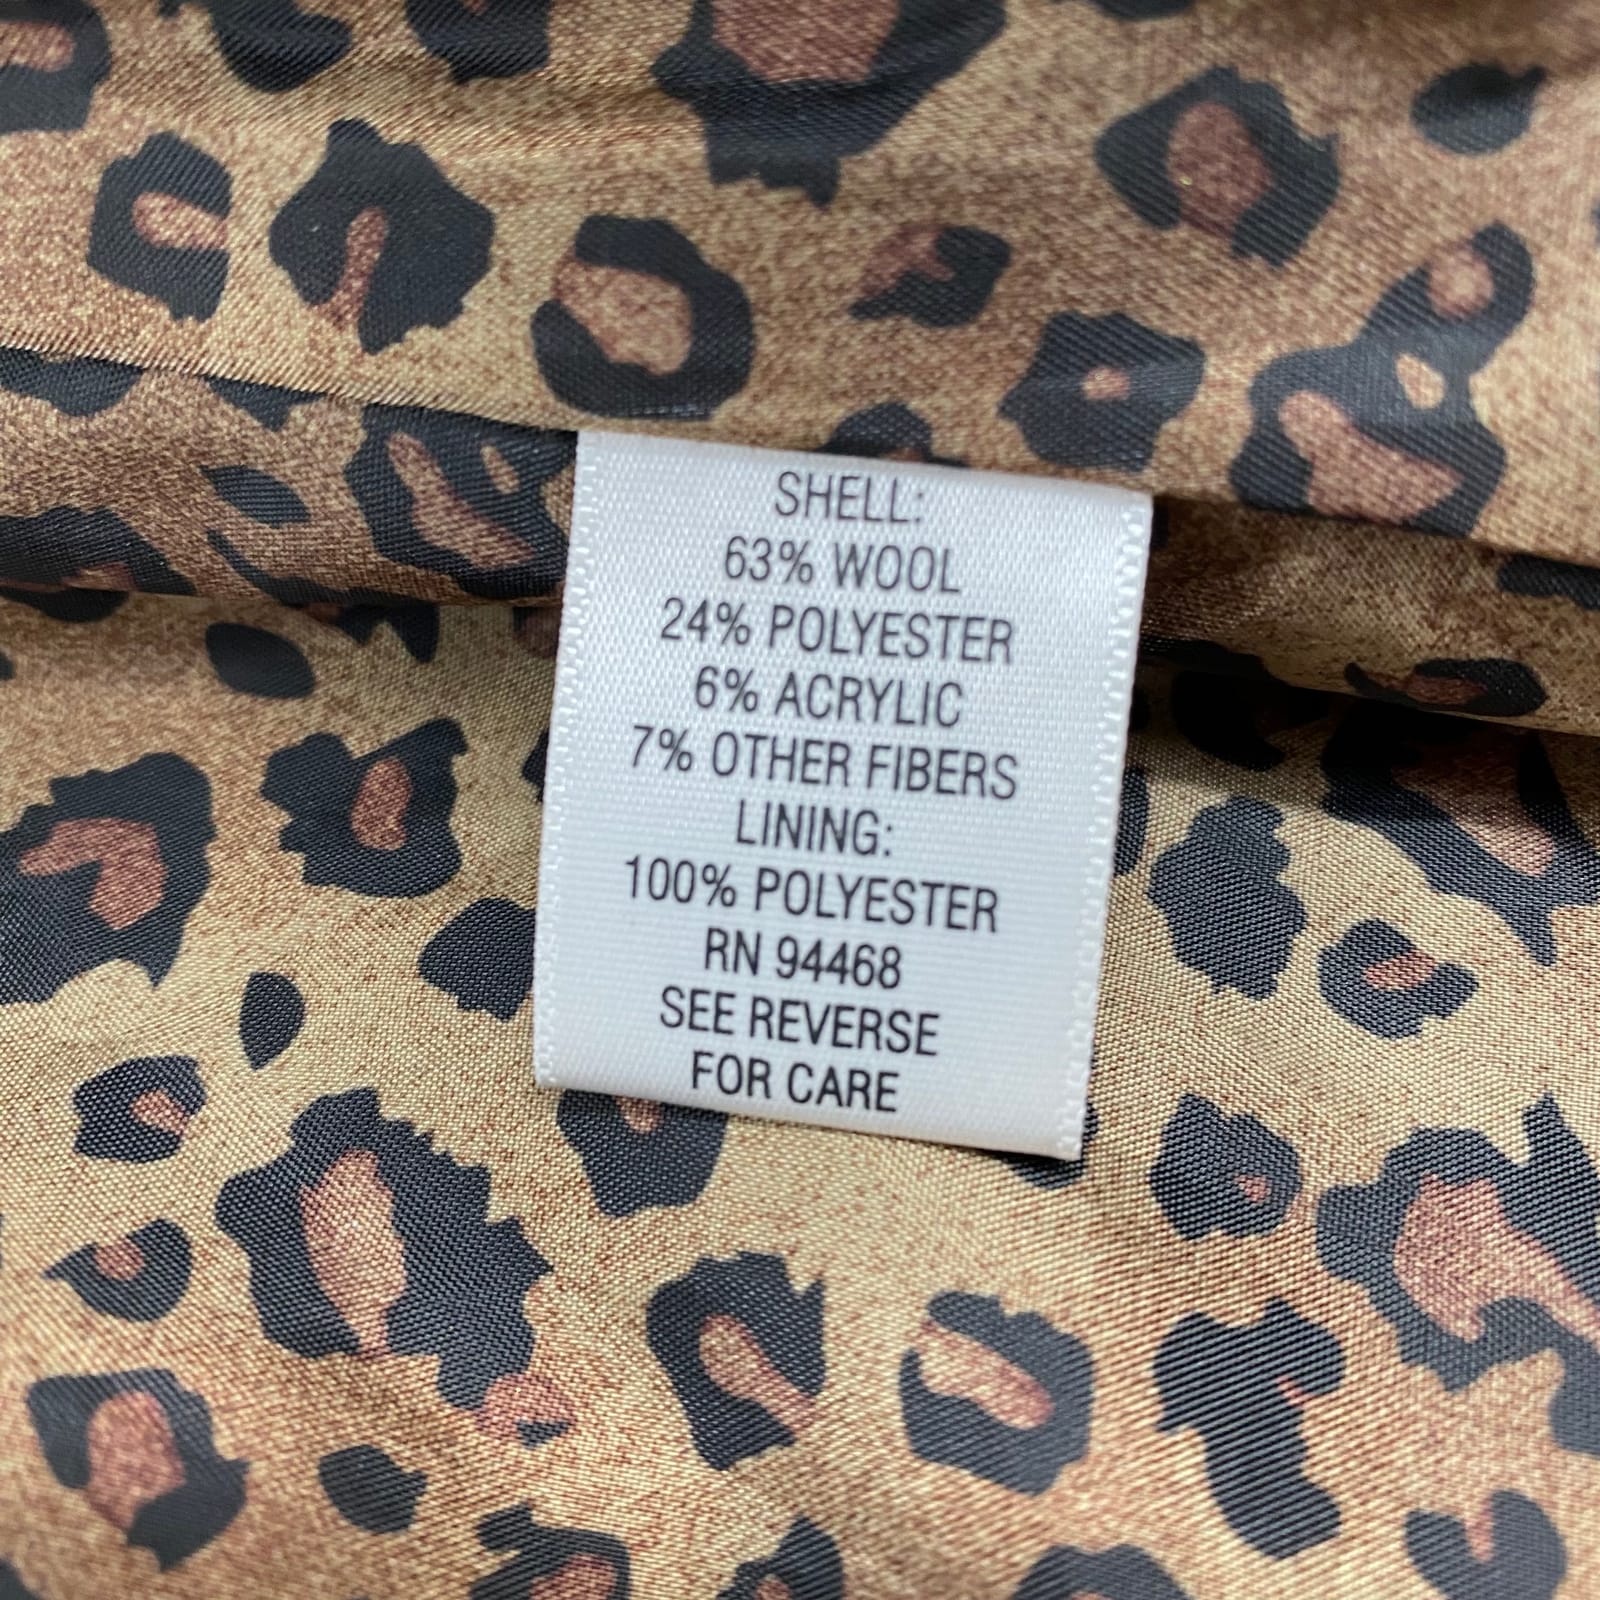 SHELL:
63% WOOL
24% POLYESTER
6% ACRYLIC
7% OTHER FIBERS
LINING:
100% POLYESTER
RN 94468
SEE REVERSE
FOR CARE